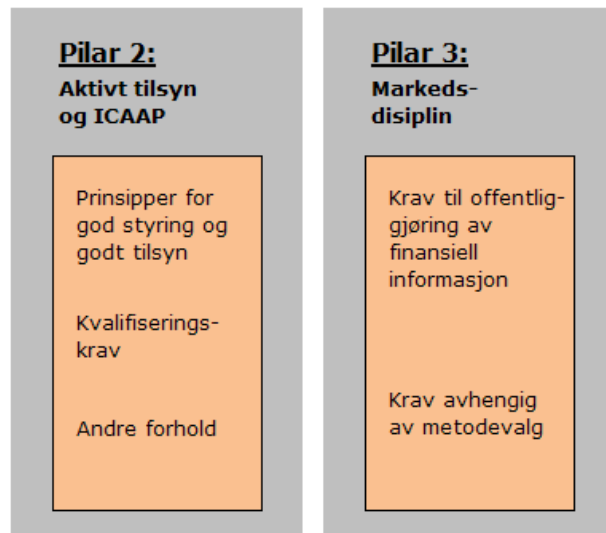 Pilar 2:
Aktivt tilsyn
og ICAAP
Prinsipper for
god styring og
godt tilsyn
Kvalifiserings-
krav
Andre forhold
Pilar 3:
Markeds-
disiplin
Krav til offentlig-
gjøring av
finansiell
informasjon
Krav avhengig
av metodevalg